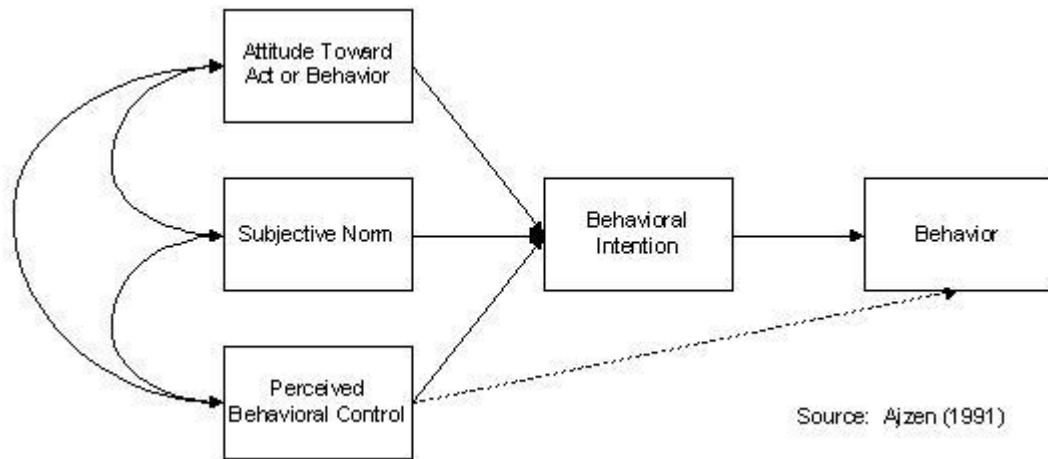 Attitude Toward
Act or Behavior
Subjective Norm
Behavioral
Intention
Behavior
Perceived
Behavioral Control
Source: Ajzen (1991)